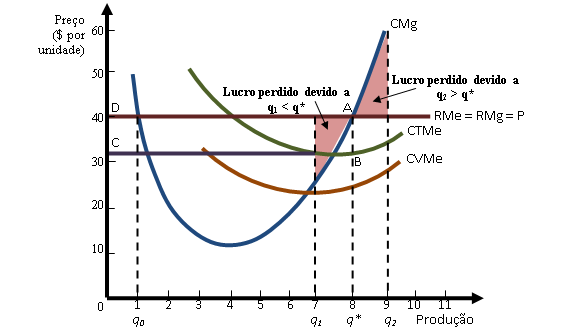 Preço
($ por
unidade)
60
50
40
30
20
10
0
D
C
A
B
Lucro perdido devido a
q₁ < q*
Lucro perdido devido a
q₂ > q*
CMg
RMe = RMg = P
CTMe
CVMe
1 2 3 4 5 6 7 8 9 10 11
q₀ q₁ q* q₂ Produção